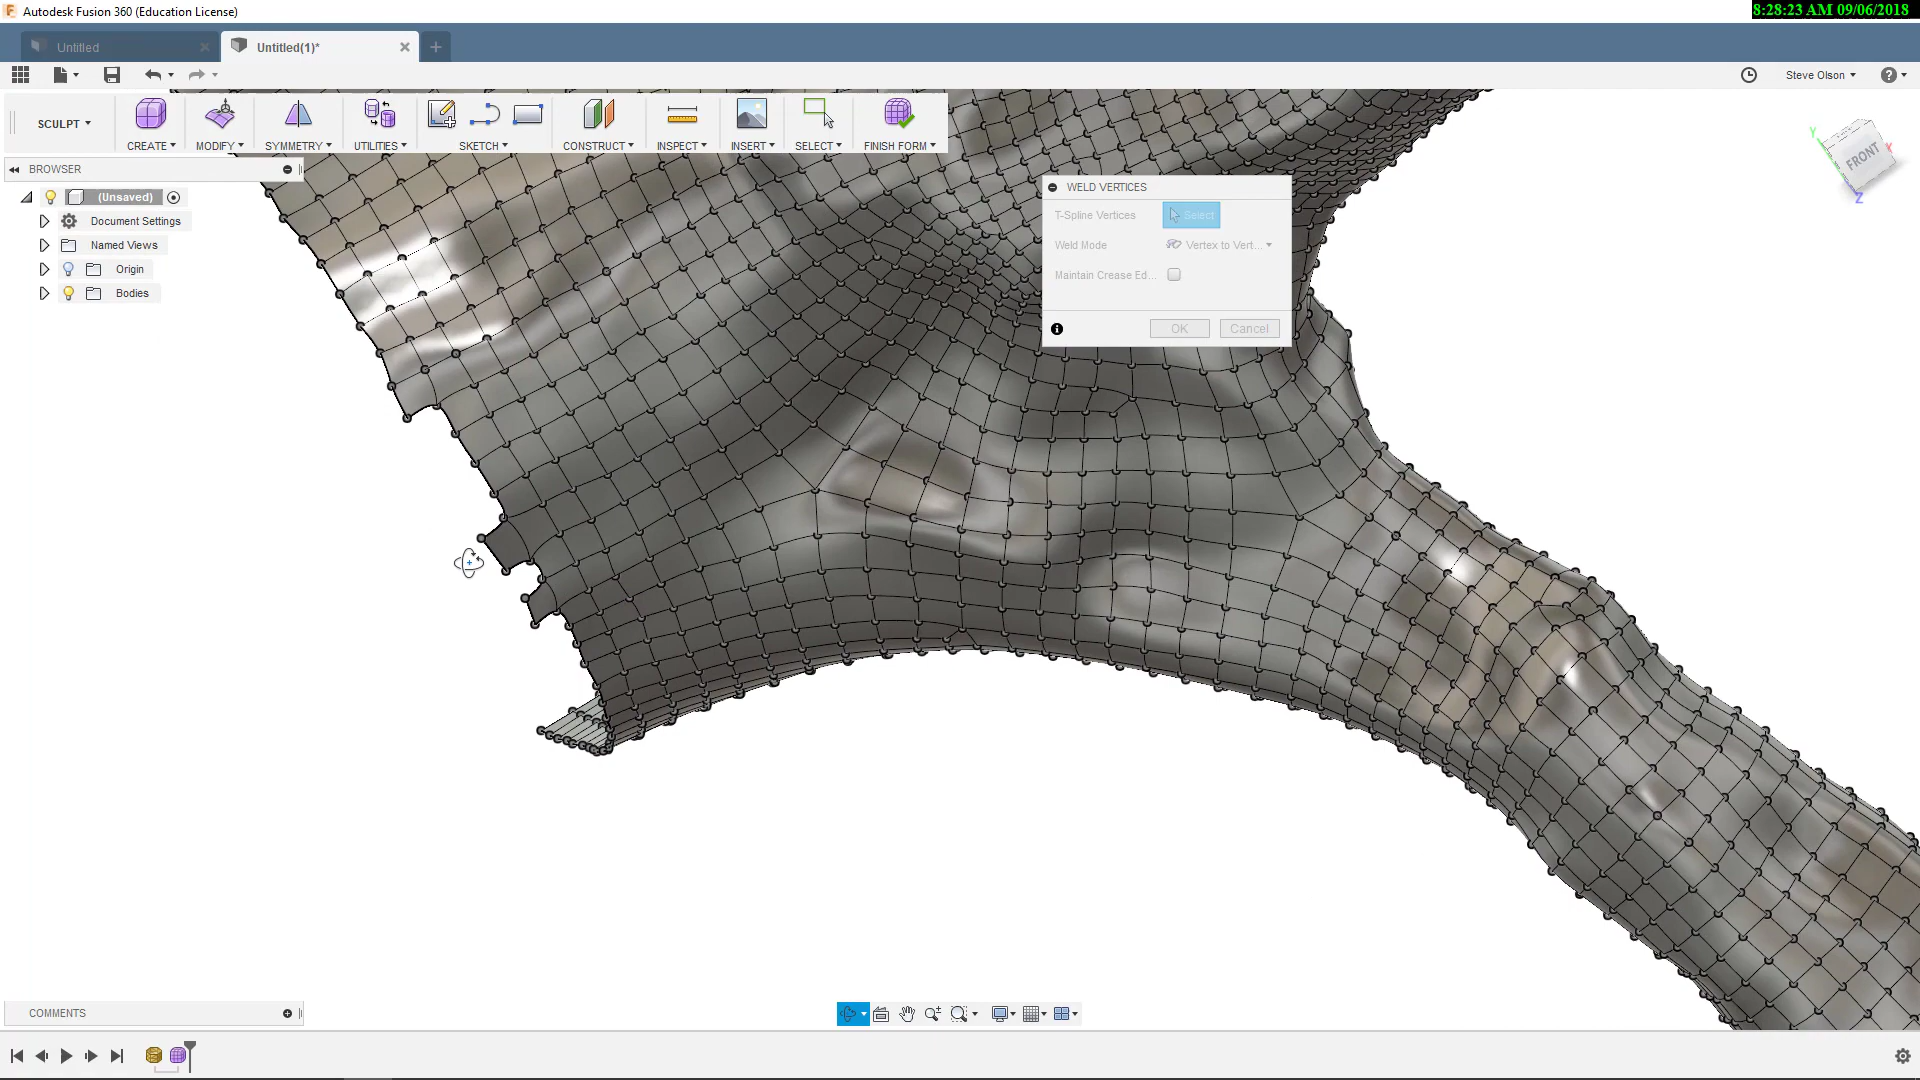 Autodesk Fusion 360 (Education License)
8:28:23 AM 09/06/2018
Untitled
Untitled(1)*
Steve Olson
SCULPT
CREATE
MODIFY
SYMMETRY
UTILITIES
SKETCH
CONSTRUCT
INSPECT
INSERT
SELECT
FINISH FORM
BROWSER
(Unsaved)
Document Settings
Named Views
Origin
Bodies
WELD VERTICES
T-Spline Vertices
Select
Weld Mode
Vertex to Vert...
Maintain Crease Ed...
OK
Cancel
Y
X
FRONT
Z
COMMENTS